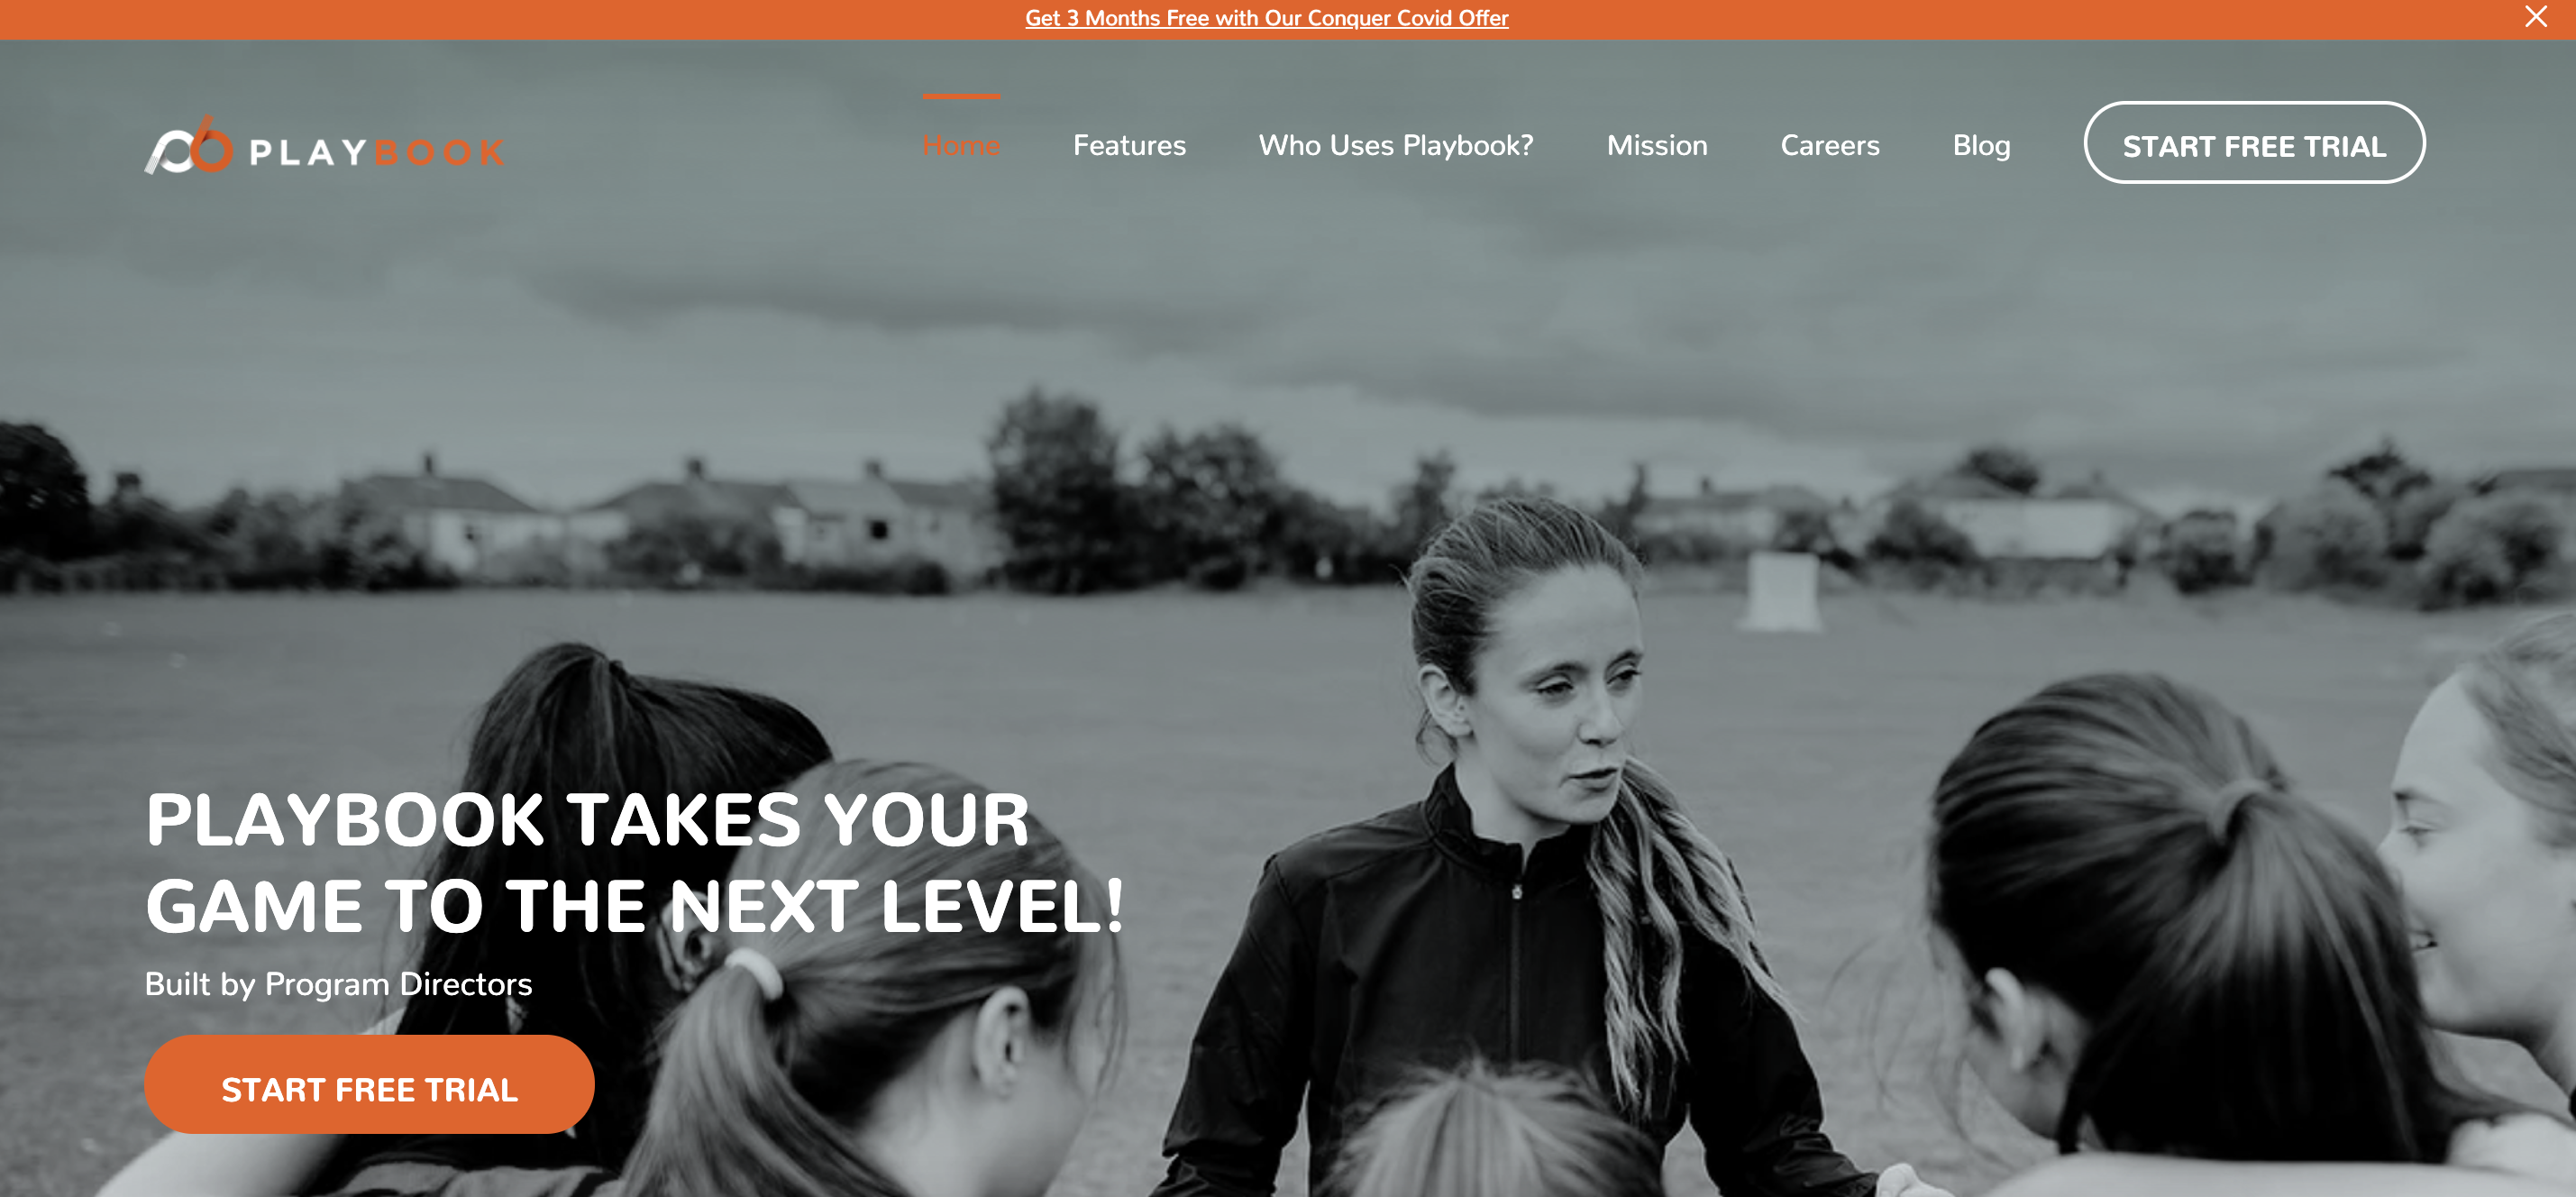 Get 3 Months Free with Our Conquer Covid Offer
PLAYBOOK
Home
Features
Who Uses Playbook?
Mission
Careers
Blog
START FREE TRIAL
PLAYBOOK TAKES YOUR
GAME TO THE NEXT LEVEL!
Built by Program Directors
START FREE TRIAL